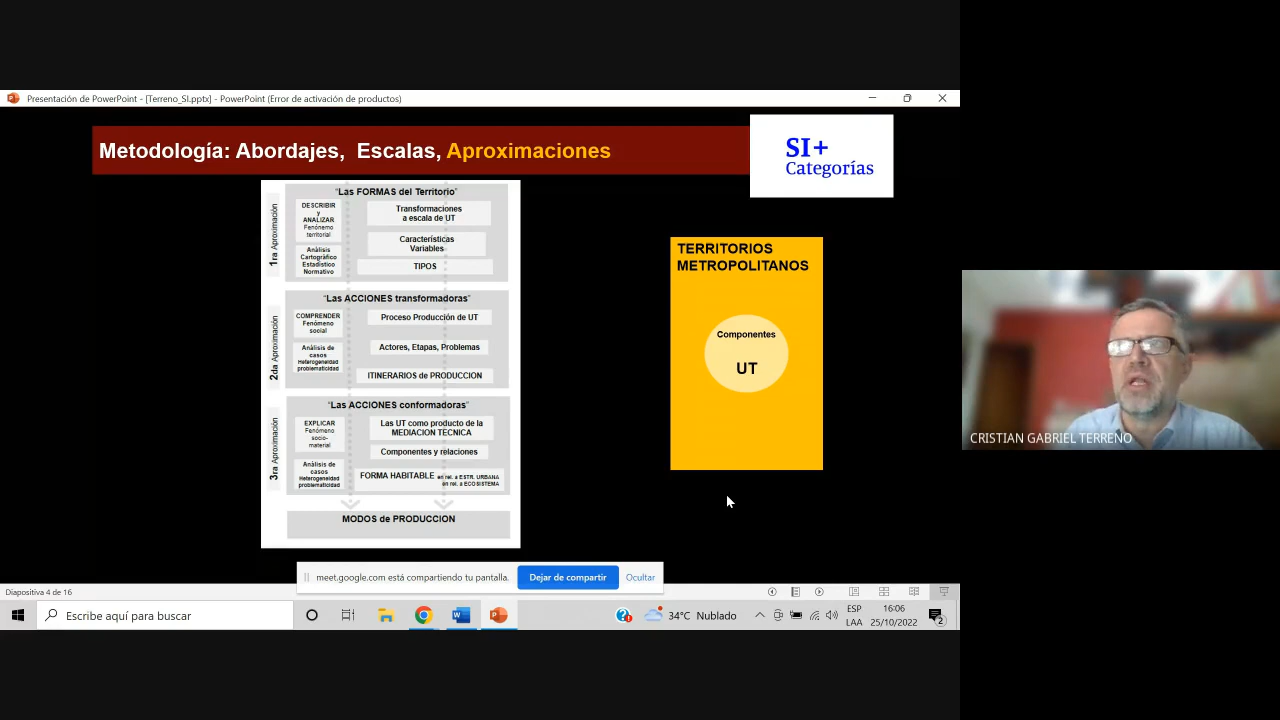 Presentación de PowerPoint - [Terreno_SI.pptx] - PowerPoint (Error de activación de productos)
Metodología: Abordajes, Escalas, Aproximaciones
SI+
Categorías
1ra Aproximación
"Las FORMAS del Territorio"
DESCRIBIR
y
ANALIZAR
Fenómeno
territorial
Análisis
Cartográfico
Estadístico
Normativo
Transformaciones
a escala de UT
Características
Variables
TIPOS
2da Aproximación
"Las ACCIONES transformadoras"
COMPRENDER
Fenómeno
social
Análisis de
casos
Heterogeneidad
problematicidad
Proceso Producción de UT
Actores, Etapas, Problemas
ITINERARIOS de PRODUCCION
3ra Aproximación
"Las ACCIONES conformadoras"
EXPLICAR
Fenómeno
socio-
material
Análisis de
casos
Heterogeneidad
problematicidad
Las UT como producto de la
MEDIACION TECNICA
Componentes y relaciones
FORMA HABITABLE en rel. a ESTR. URBANA
en rel. a ECOSISTEMA
MODOS de PRODUCCION
TERRITORIOS
METROPOLITANOS
Componentes
UT
CRISTIAN GABRIEL TERRENO
meet.google.com está compartiendo tu pantalla.
Dejar de compartir
Ocultar
Diapositiva 4 de 16
Escribe aquí para buscar
34°C Nublado
ESP
LAA
16:06
25/10/2022
2